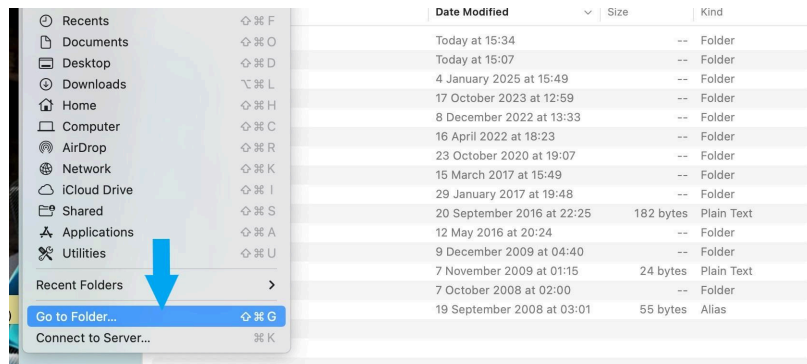 Date Modified Size Kind
Recents ⇧⌘F
Documents ⇧⌘O
Desktop ⇧⌘D
Downloads ⌥⌘L
Home ⇧⌘H
Computer ⇧⌘C
AirDrop ⇧⌘R
Network ⇧⌘K
iCloud Drive ⇧⌘I
Shared ⇧⌘S
Applications ⇧⌘A
Utilities ⇧⌘U
Recent Folders >
Go to Folder... ⇧⌘G
Connect to Server... ⌘K
Today at 15:34 -- Folder
Today at 15:07 -- Folder
4 January 2025 at 15:49 -- Folder
17 October 2023 at 12:59 -- Folder
8 December 2022 at 13:33 -- Folder
16 April 2022 at 18:23 -- Folder
23 October 2020 at 19:07 -- Folder
15 March 2017 at 15:49 -- Folder
29 January 2017 at 19:48 -- Folder
20 September 2016 at 22:25 182 bytes Plain Text
12 May 2016 at 20:24 -- Folder
9 December 2009 at 04:40 -- Folder
7 November 2009 at 01:15 24 bytes Plain Text
7 October 2008 at 02:00 -- Folder
19 September 2008 at 03:01 55 bytes Alias